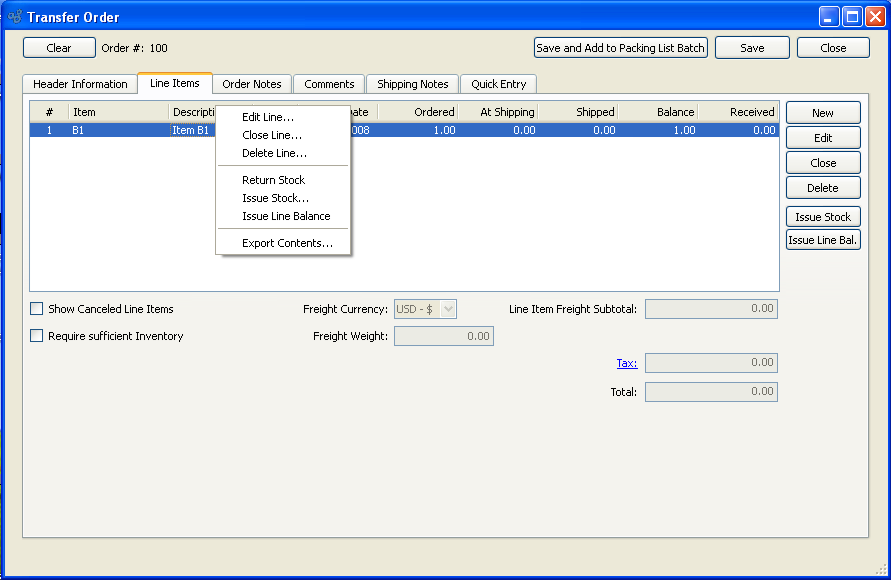 Transfer Order
Clear Order #: 100 Save and Add to Packing List Batch Save Close
Header Information Line Items Order Notes Comments Shipping Notes Quick Entry
# Item Descripti ate Ordered At Shipping Shipped Balance Received
1 B1 Item B1 008 1.00 0.00 0.00 1.00 0.00
Edit Line...
Close Line...
Delete Line...
Return Stock
Issue Stock...
Issue Line Balance
Export Contents...
New
Edit
Close
Delete
Issue Stock
Issue Line Bal.
Show Canceled Line Items Freight Currency: USD - $ Line Item Freight Subtotal: 0.00
Require sufficient Inventory Freight Weight: 0.00
Tax: 0.00
Total: 0.00